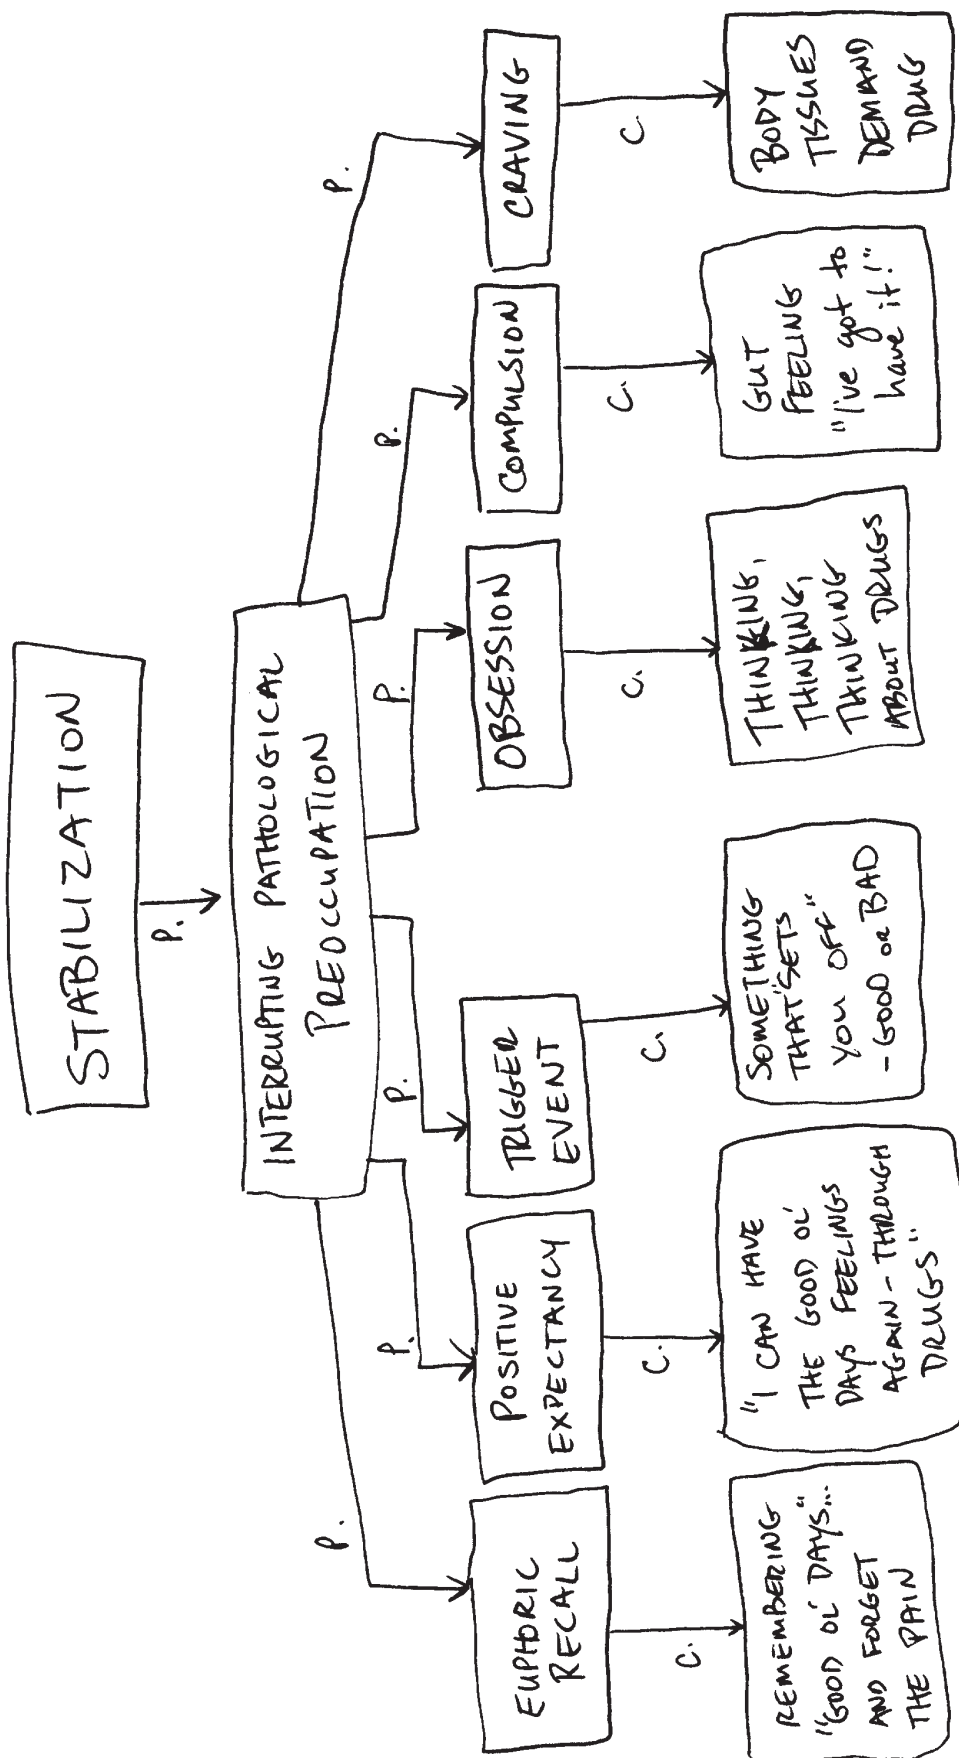 STABILIZATION
P.
INTERRUPTING PATHOLOGICAL
PREOCCUPATION
P.
P.
P.
P.
P.
P.
EUPHORIC
RECALL
POSITIVE
EXPECTANCY
TRIGGER
EVENT
OBSESSION
COMPULSION
CRAVING
C.
C.
C.
C.
C.
C.
REMEMBERING
"GOOD OL' DAYS"...
AND FORGET
THE PAIN
"I CAN HAVE
THE GOOD OL'
DAYS FEELINGS
AGAIN - THROUGH
DRUGS"
SOMETHING
THAT "SETS
YOU OFF"
- GOOD OR BAD
THINKING,
THINKING,
THINKING
ABOUT DRUGS
GUT
FEELING
"I've got to
have it!"
BODY
TISSUES
DEMAND
DRUG